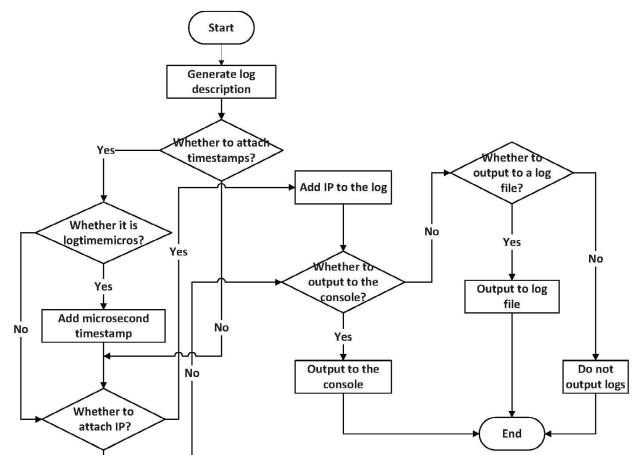 Start
Generate log
description
Whether to attach
timestamps?
Yes
Whether it is
logtimemicros?
Yes
Add microsecond
timestamp
No
No
Whether to
attach IP?
Yes
No
Add IP to the log
Whether to
output to the
console?
Yes
Output to the
console
No
Whether to
output to a log
file?
Yes
Output to log
file
No
Do not
output logs
End